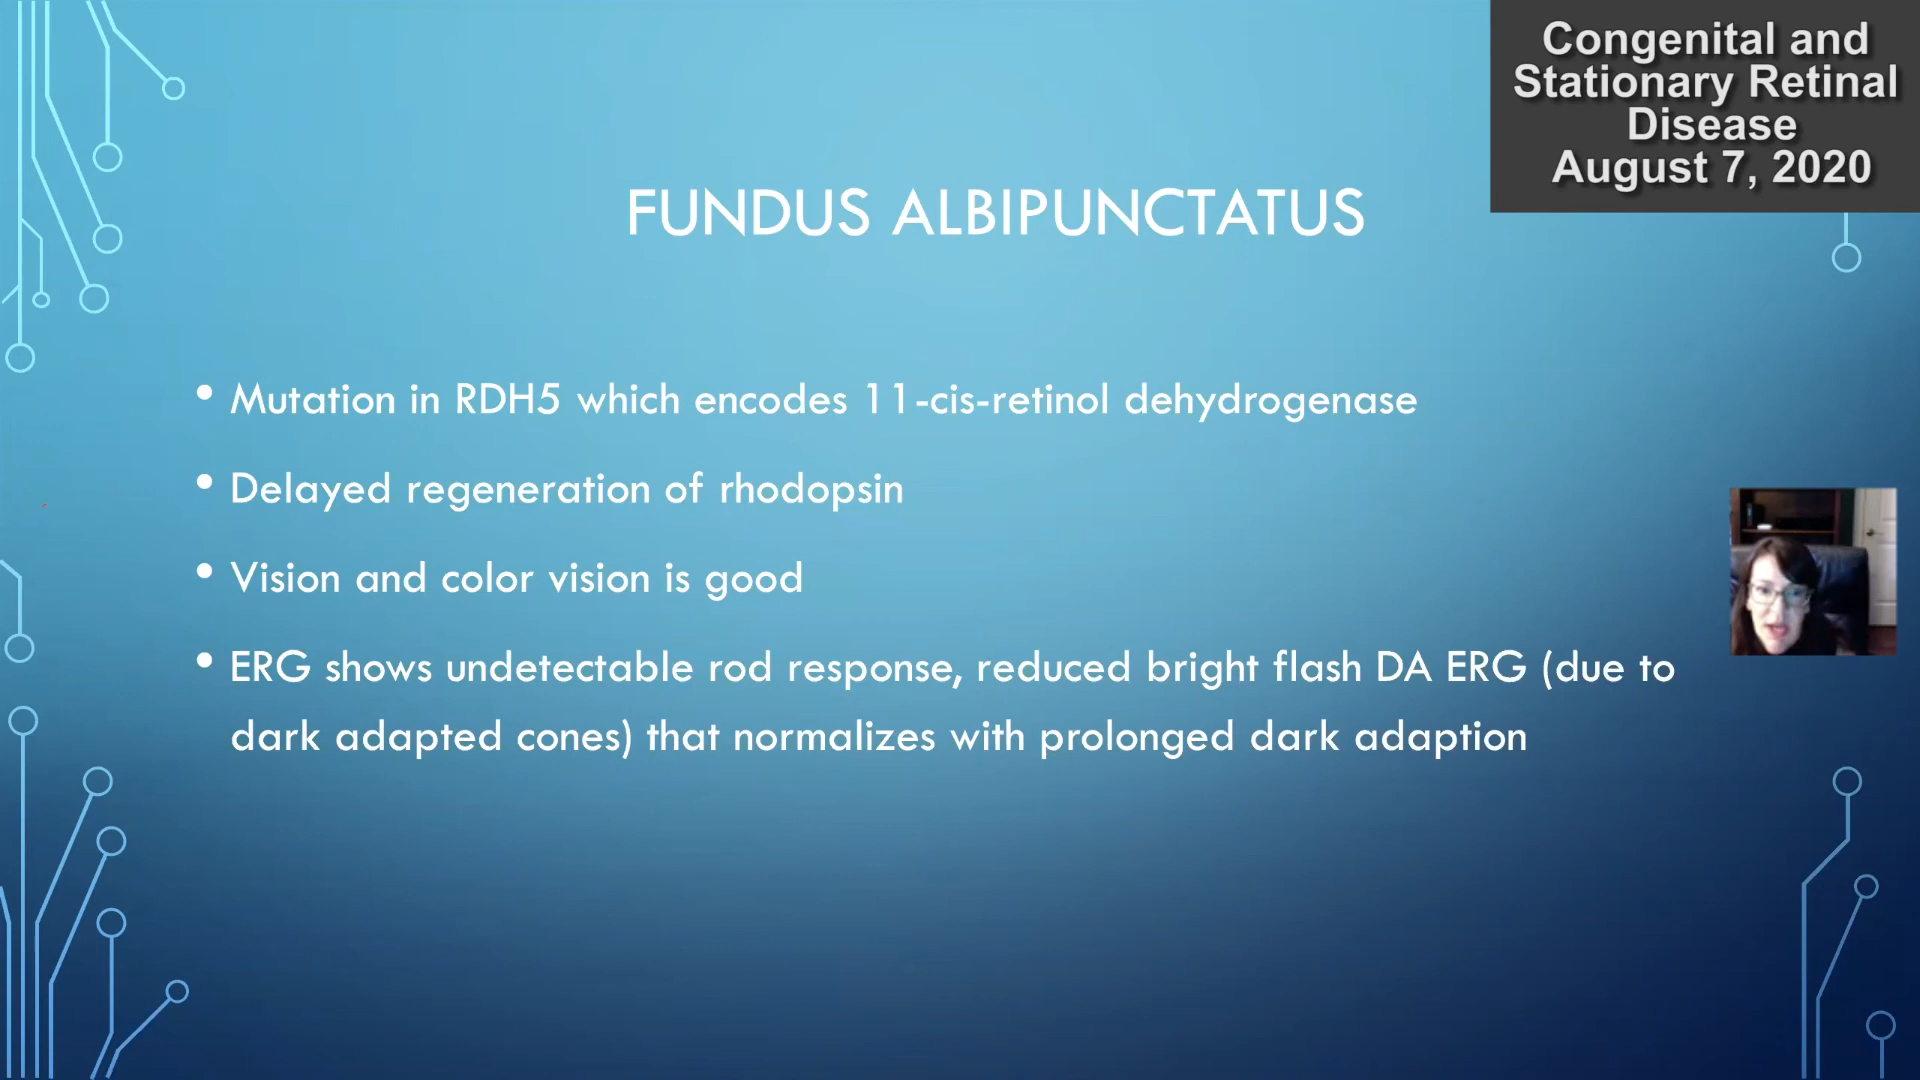 Congenital and
Stationary Retinal
Disease
August 7, 2020
FUNDUS ALBIPUNCTATUS
• Mutation in RDH5 which encodes 11-cis-retinol dehydrogenase
• Delayed regeneration of rhodopsin
• Vision and color vision is good
• ERG shows undetectable rod response, reduced bright flash DA ERG (due to
dark adapted cones) that normalizes with prolonged dark adaption